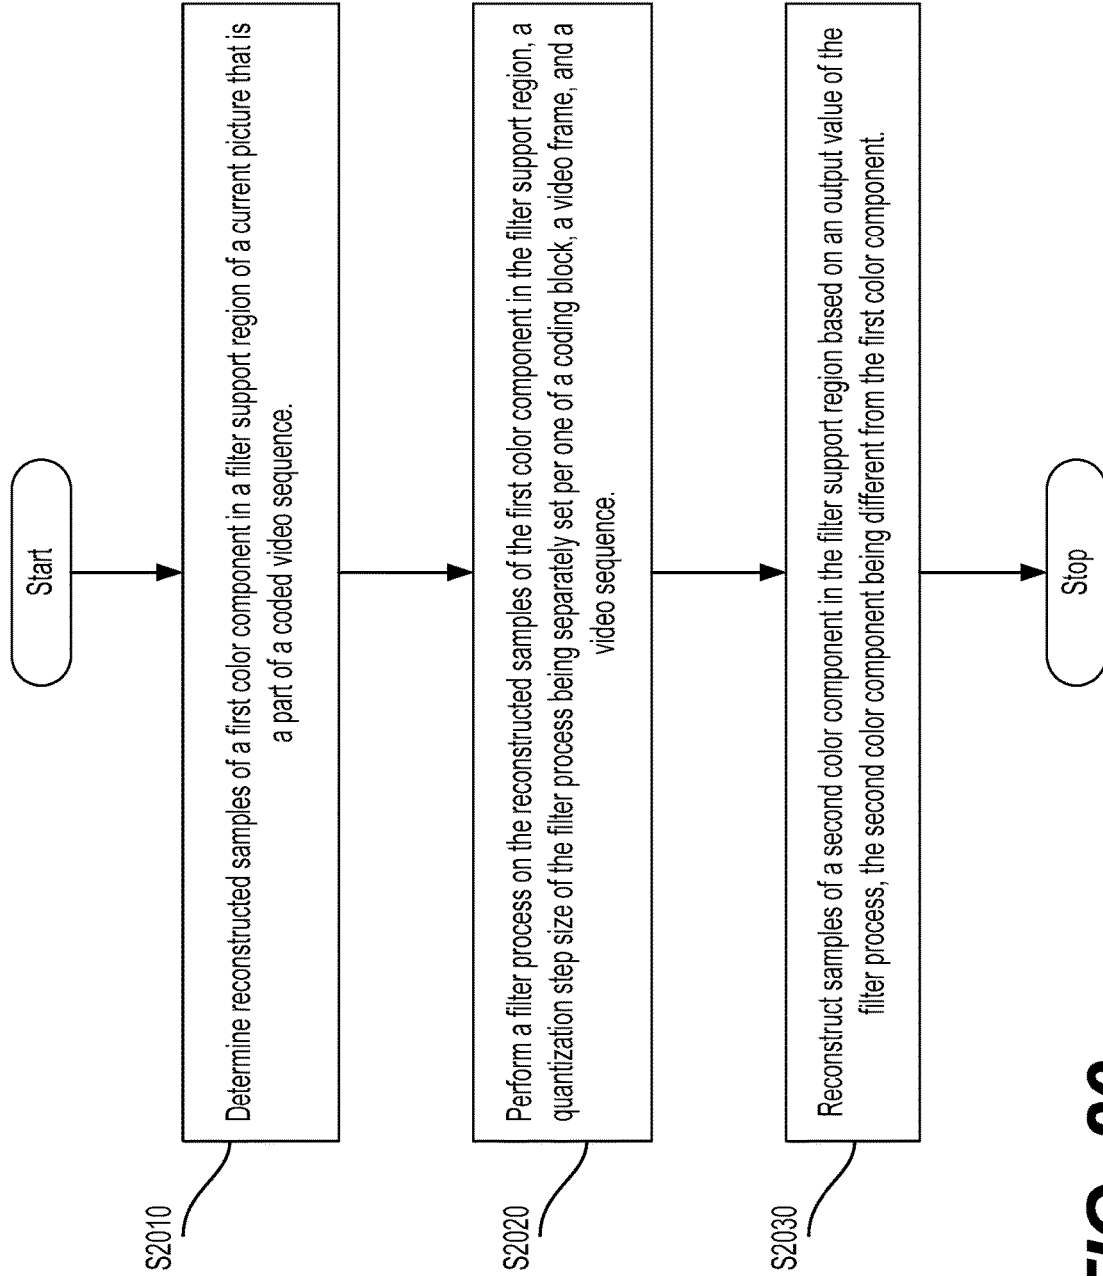 Start
S2010
Determine reconstructed samples of a first color component in a filter support region of a current picture that is
a part of a coded video sequence.
S2020
Perform a filter process on the reconstructed samples of the first color component in the filter support region, a
quantization step size of the filter process being separately set per one of a coding block, a video frame, and a
video sequence.
S2030
Reconstruct samples of a second color component in the filter support region based on an output value of the
filter process, the second color component being different from the first color component.
Stop